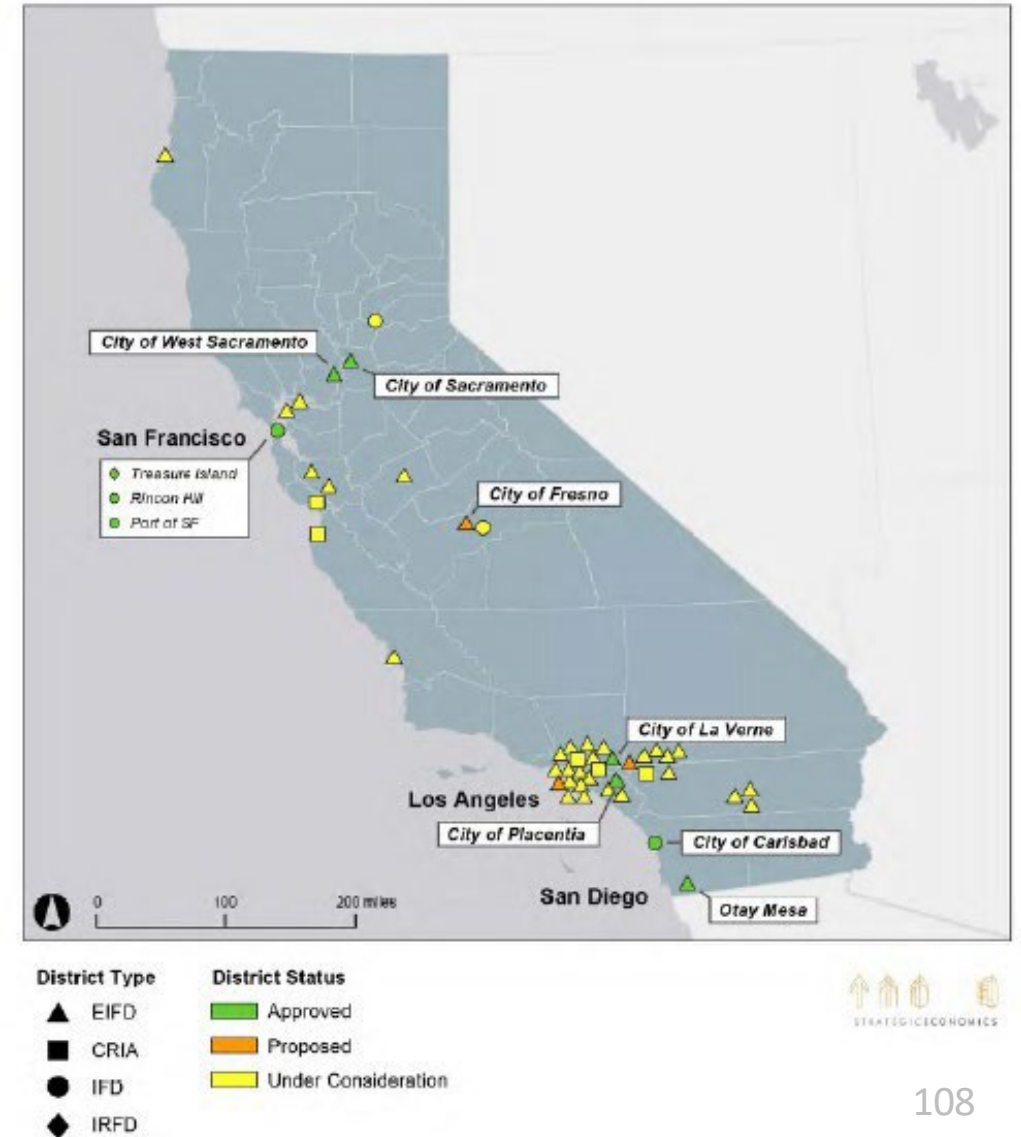 City of West Sacramento
City of Sacramento
San Francisco
Treasure Island
Rincon Hill
Port of SF
City of Fresno
City of La Verne
Los Angeles
City of Placentia
City of Carlsbad
San Diego
Otay Mesa
0 100 200 miles
District Type
EIFD
CRIA
IFD
IRFD
District Status
Approved
Proposed
Under Consideration
STRATEGICECONOMICS
108